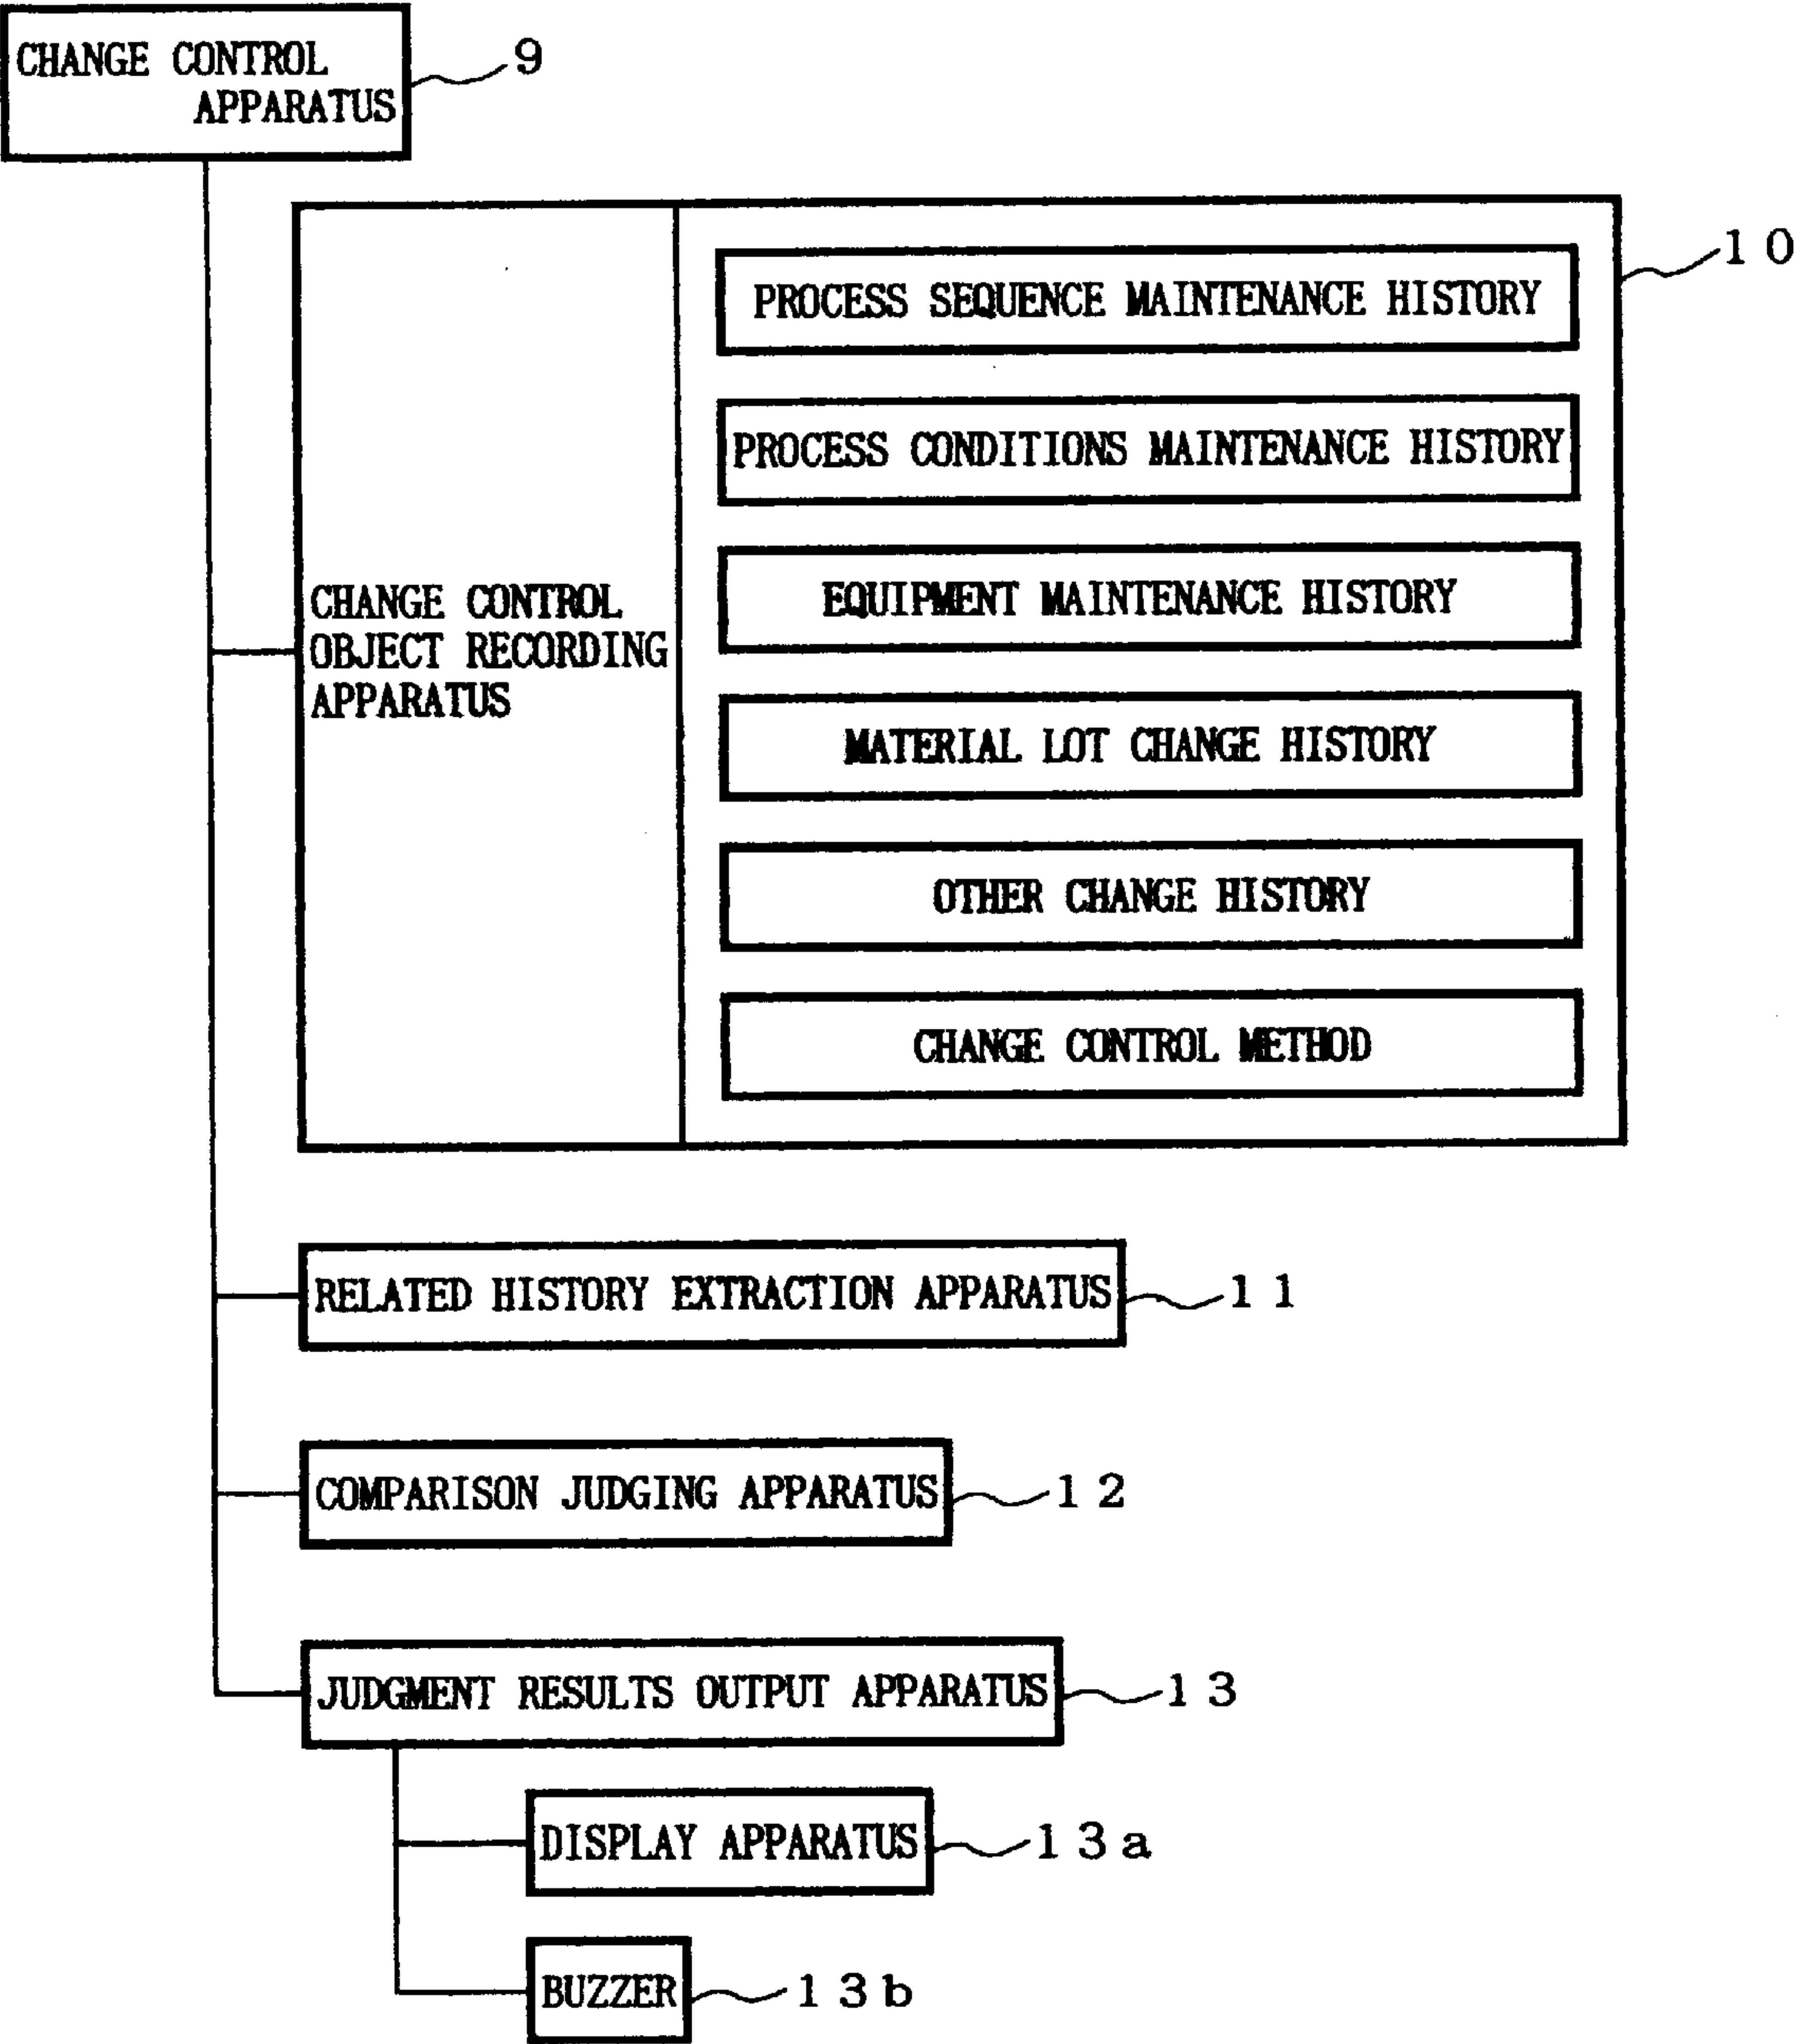 CHANGE CONTROL
APPARATUS
9
10
PROCESS SEQUENCE MAINTENANCE HISTORY
PROCESS CONDITIONS MAINTENANCE HISTORY
EQUIPMENT MAINTENANCE HISTORY
CHANGE CONTROL
OBJECT RECORDING
APPARATUS
MATERIAL LOT CHANGE HISTORY
OTHER CHANGE HISTORY
CHANGE CONTROL METHOD
RELATED HISTORY EXTRACTION APPARATUS
11
COMPARISON JUDGING APPARATUS
12
JUDGMENT RESULTS OUTPUT APPARATUS
13
DISPLAY APPARATUS
13a
BUZZER
13b